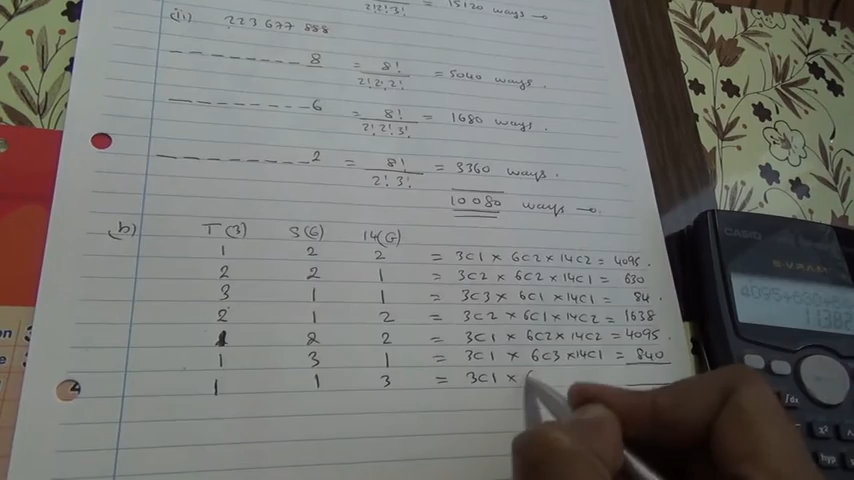 2!2!3! = 15120 ways →
(ii) 223 677 888
8 = 8! / 2!2!2! = 5040 ways.
6 = 8! / 2!2!3! = 1680 ways.
2 = 8! / 2!3! = 3360 ways.
10080 ways →
(b) T(3) S(6) 14(G)
1 2 2 = 3C1 × 6C2 × 14C2 = 4095.
2 2 1 = 3C2 × 6C2 × 14C1 = 630
3 1 1 = 3C3 × 6C1 × 14C1 = 84.
2 1 2 = 3C2 × 6C1 × 14C2 = 1638
1 2 2 = 3C1 × 6C2 × 14C2 = 4095.
1 3 1 = 3C1 × 6C3 × 14C1 = 840
1 1 3 = 3C1 ×
CASIO
S-V.P.A.M.
4095+630+84